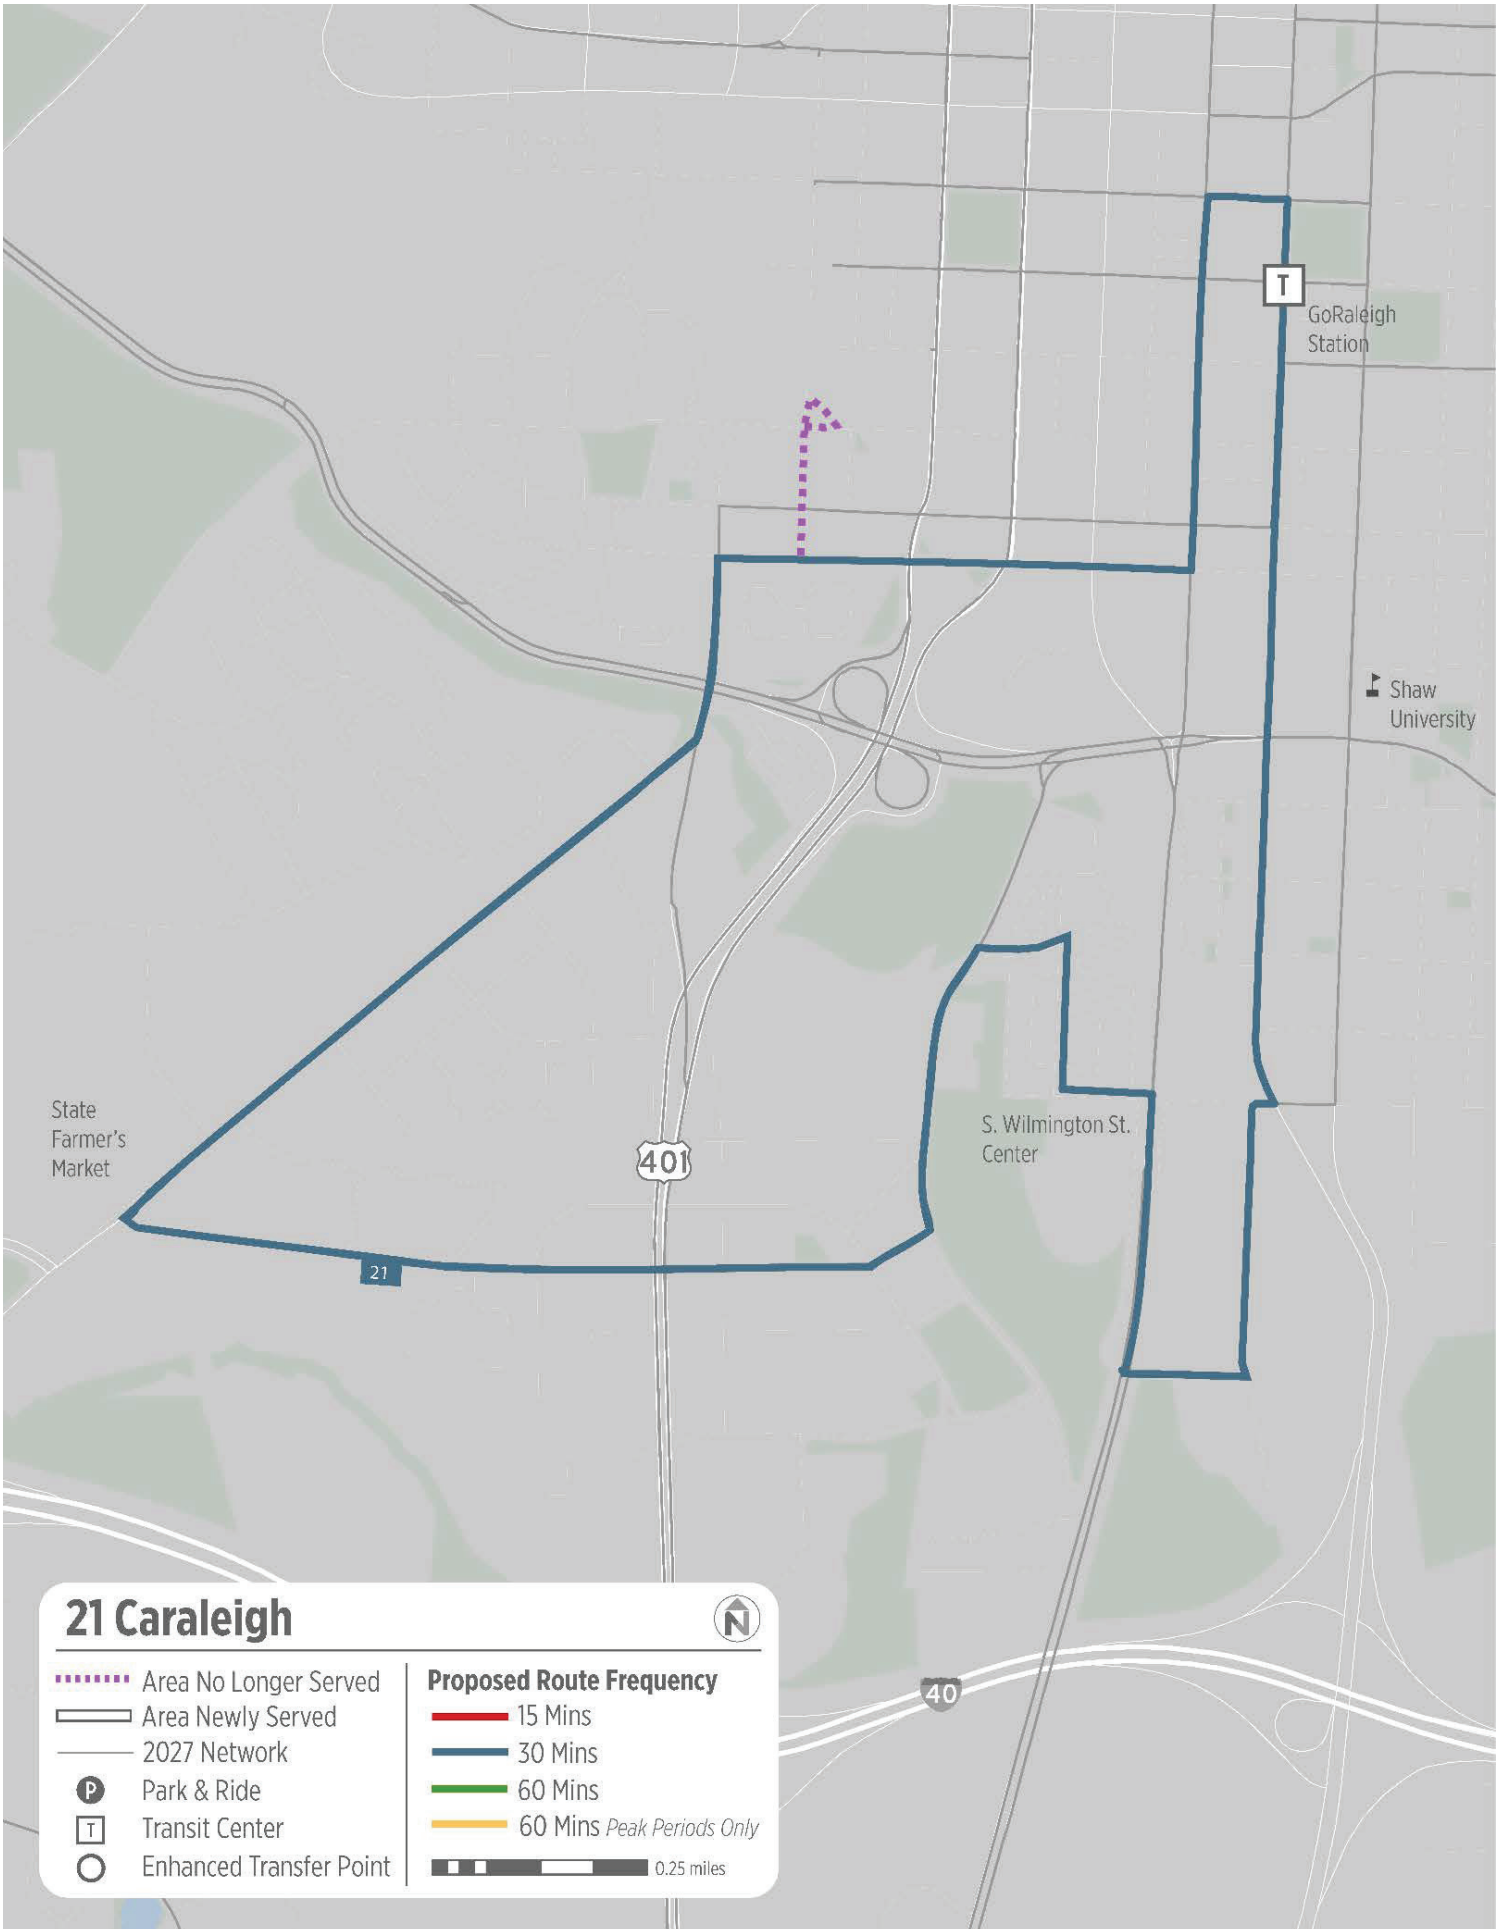 T
GoRaleigh
Station
Shaw
University
State
Farmer's
Market
S. Wilmington St.
Center
401
21
40
21 Caraleigh
N
Area No Longer Served
Area Newly Served
2027 Network
P Park & Ride
T Transit Center
Enhanced Transfer Point
Proposed Route Frequency
15 Mins
30 Mins
60 Mins
60 Mins Peak Periods Only
0.25 miles